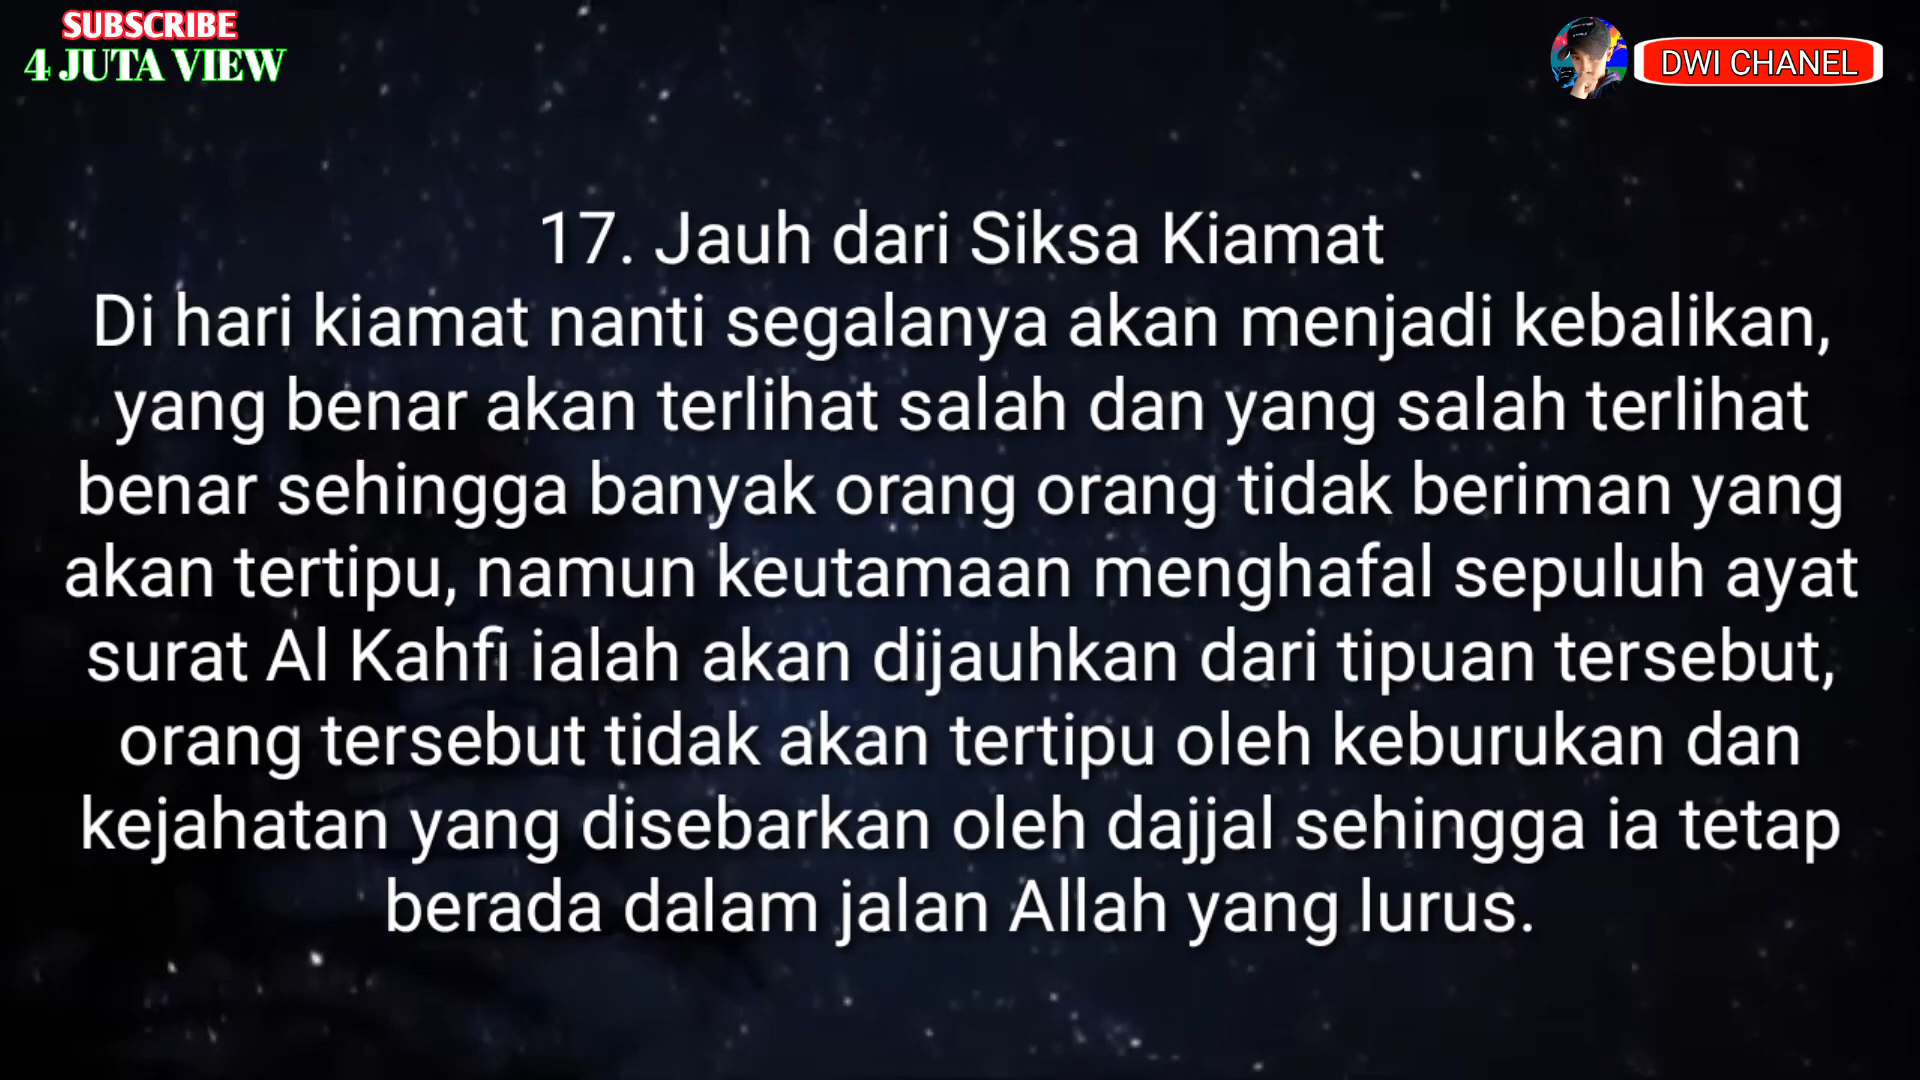 SUBSCRIBE
4 JUTA VIEW
DWI CHANEL
17. Jauh dari Siksa Kiamat
Di hari kiamat nanti segalanya akan menjadi kebalikan,
yang benar akan terlihat salah dan yang salah terlihat
benar sehingga banyak orang orang tidak beriman yang
akan tertipu, namun keutamaan menghafal sepuluh ayat
surat Al Kahfi ialah akan dijauhkan dari tipuan tersebut,
orang tersebut tidak akan tertipu oleh keburukan dan
kejahatan yang disebarkan oleh dajjal sehingga ia tetap
berada dalam jalan Allah yang lurus.